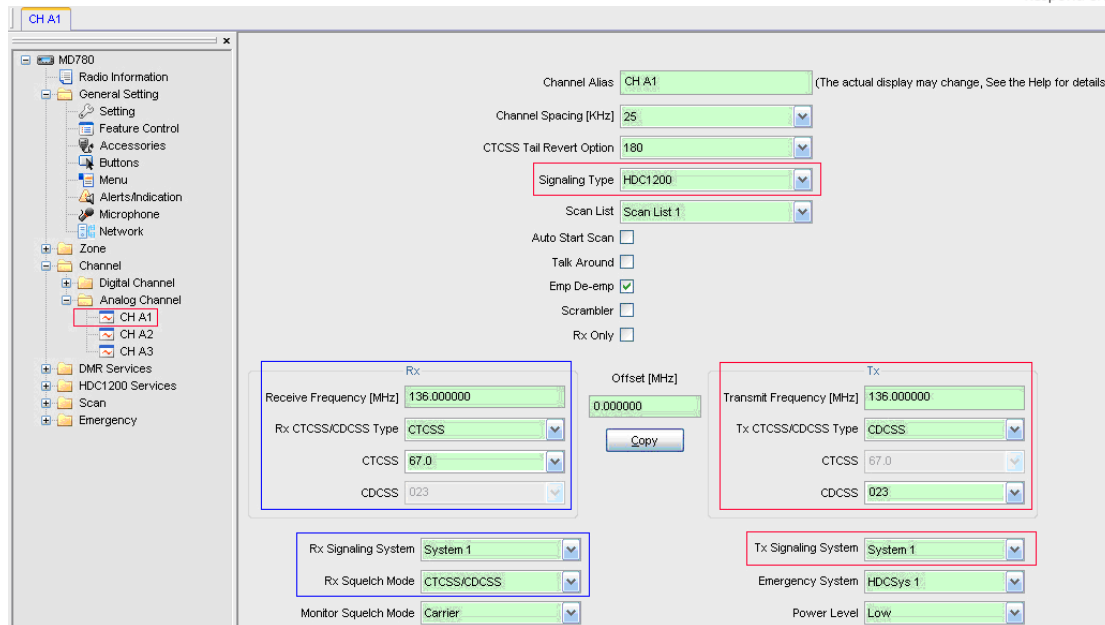 CH A1
MD780
Radio Information
General Setting
Setting
Feature Control
Accessories
Buttons
Menu
Alerts/Indication
Microphone
Network
Zone
Channel
Digital Channel
Analog Channel
CH A1
CH A2
CH A3
DMR Services
HDC1200 Services
Scan
Emergency
Channel Alias CH A1 (The actual display may change, See the Help for details
Channel Spacing [KHz] 25
CTCSS Tail Revert Option 180
Signaling Type HDC1200
Scan List Scan List 1
Auto Start Scan
Talk Around
Emp De-emp
Scrambler
Rx Only
Rx
Receive Frequency [MHz] 136.000000
Rx CTCSS/CDCSS Type CTCSS
CTCSS 67.0
CDCSS 023
Offset [MHz]
0.000000
Copy
Tx
Transmit Frequency [MHz] 136.000000
Tx CTCSS/CDCSS Type CDCSS
CTCSS 67.0
CDCSS 023
Rx Signaling System System 1
Rx Squelch Mode CTCSS/CDCSS
Monitor Squelch Mode Carrier
Tx Signaling System System 1
Emergency System HDCSys 1
Power Level Low